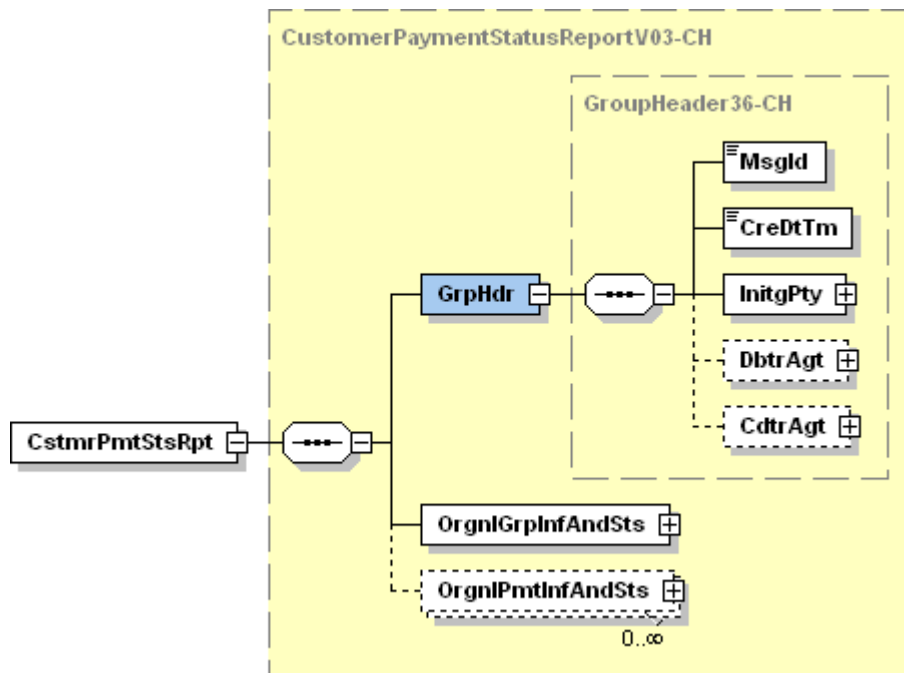 CustomerPaymentStatusReportV03-CH
GroupHeader36-CH
MsgId
CreDtTm
GrpHdr
InitgPty
DbtrAgt
CdtrAgt
CstmrPmtStsRpt
OrgnlGrpInfAndSts
OrgnlPmtInfAndSts
0..∞